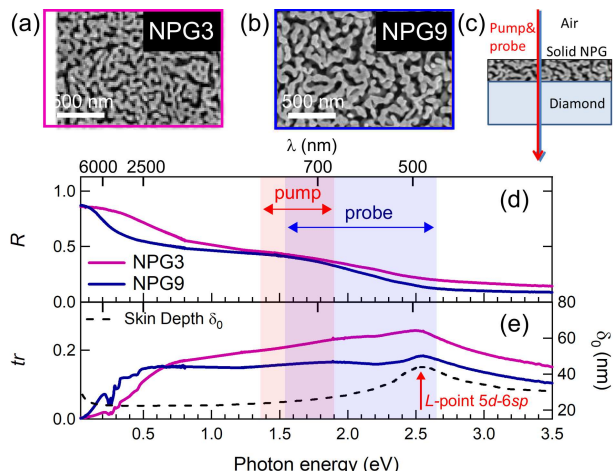 (a)
NPG3
500 nm
(b)
NPG9
500 nm
(c)
Pump&
probe
Air
Solid NPG
Diamond
λ (nm)
6000 2500 700 500
1.0
0.5
0.0
R
pump
probe
(d)
NPG3
NPG9
(e)
Skin Depth δ₀
0.2
0.0
tr
80
60
40
20
δ₀ (nm)
L-point 5d-6sp
0.5 1.0 1.5 2.0 2.5 3.0 3.5
Photon energy (eV)